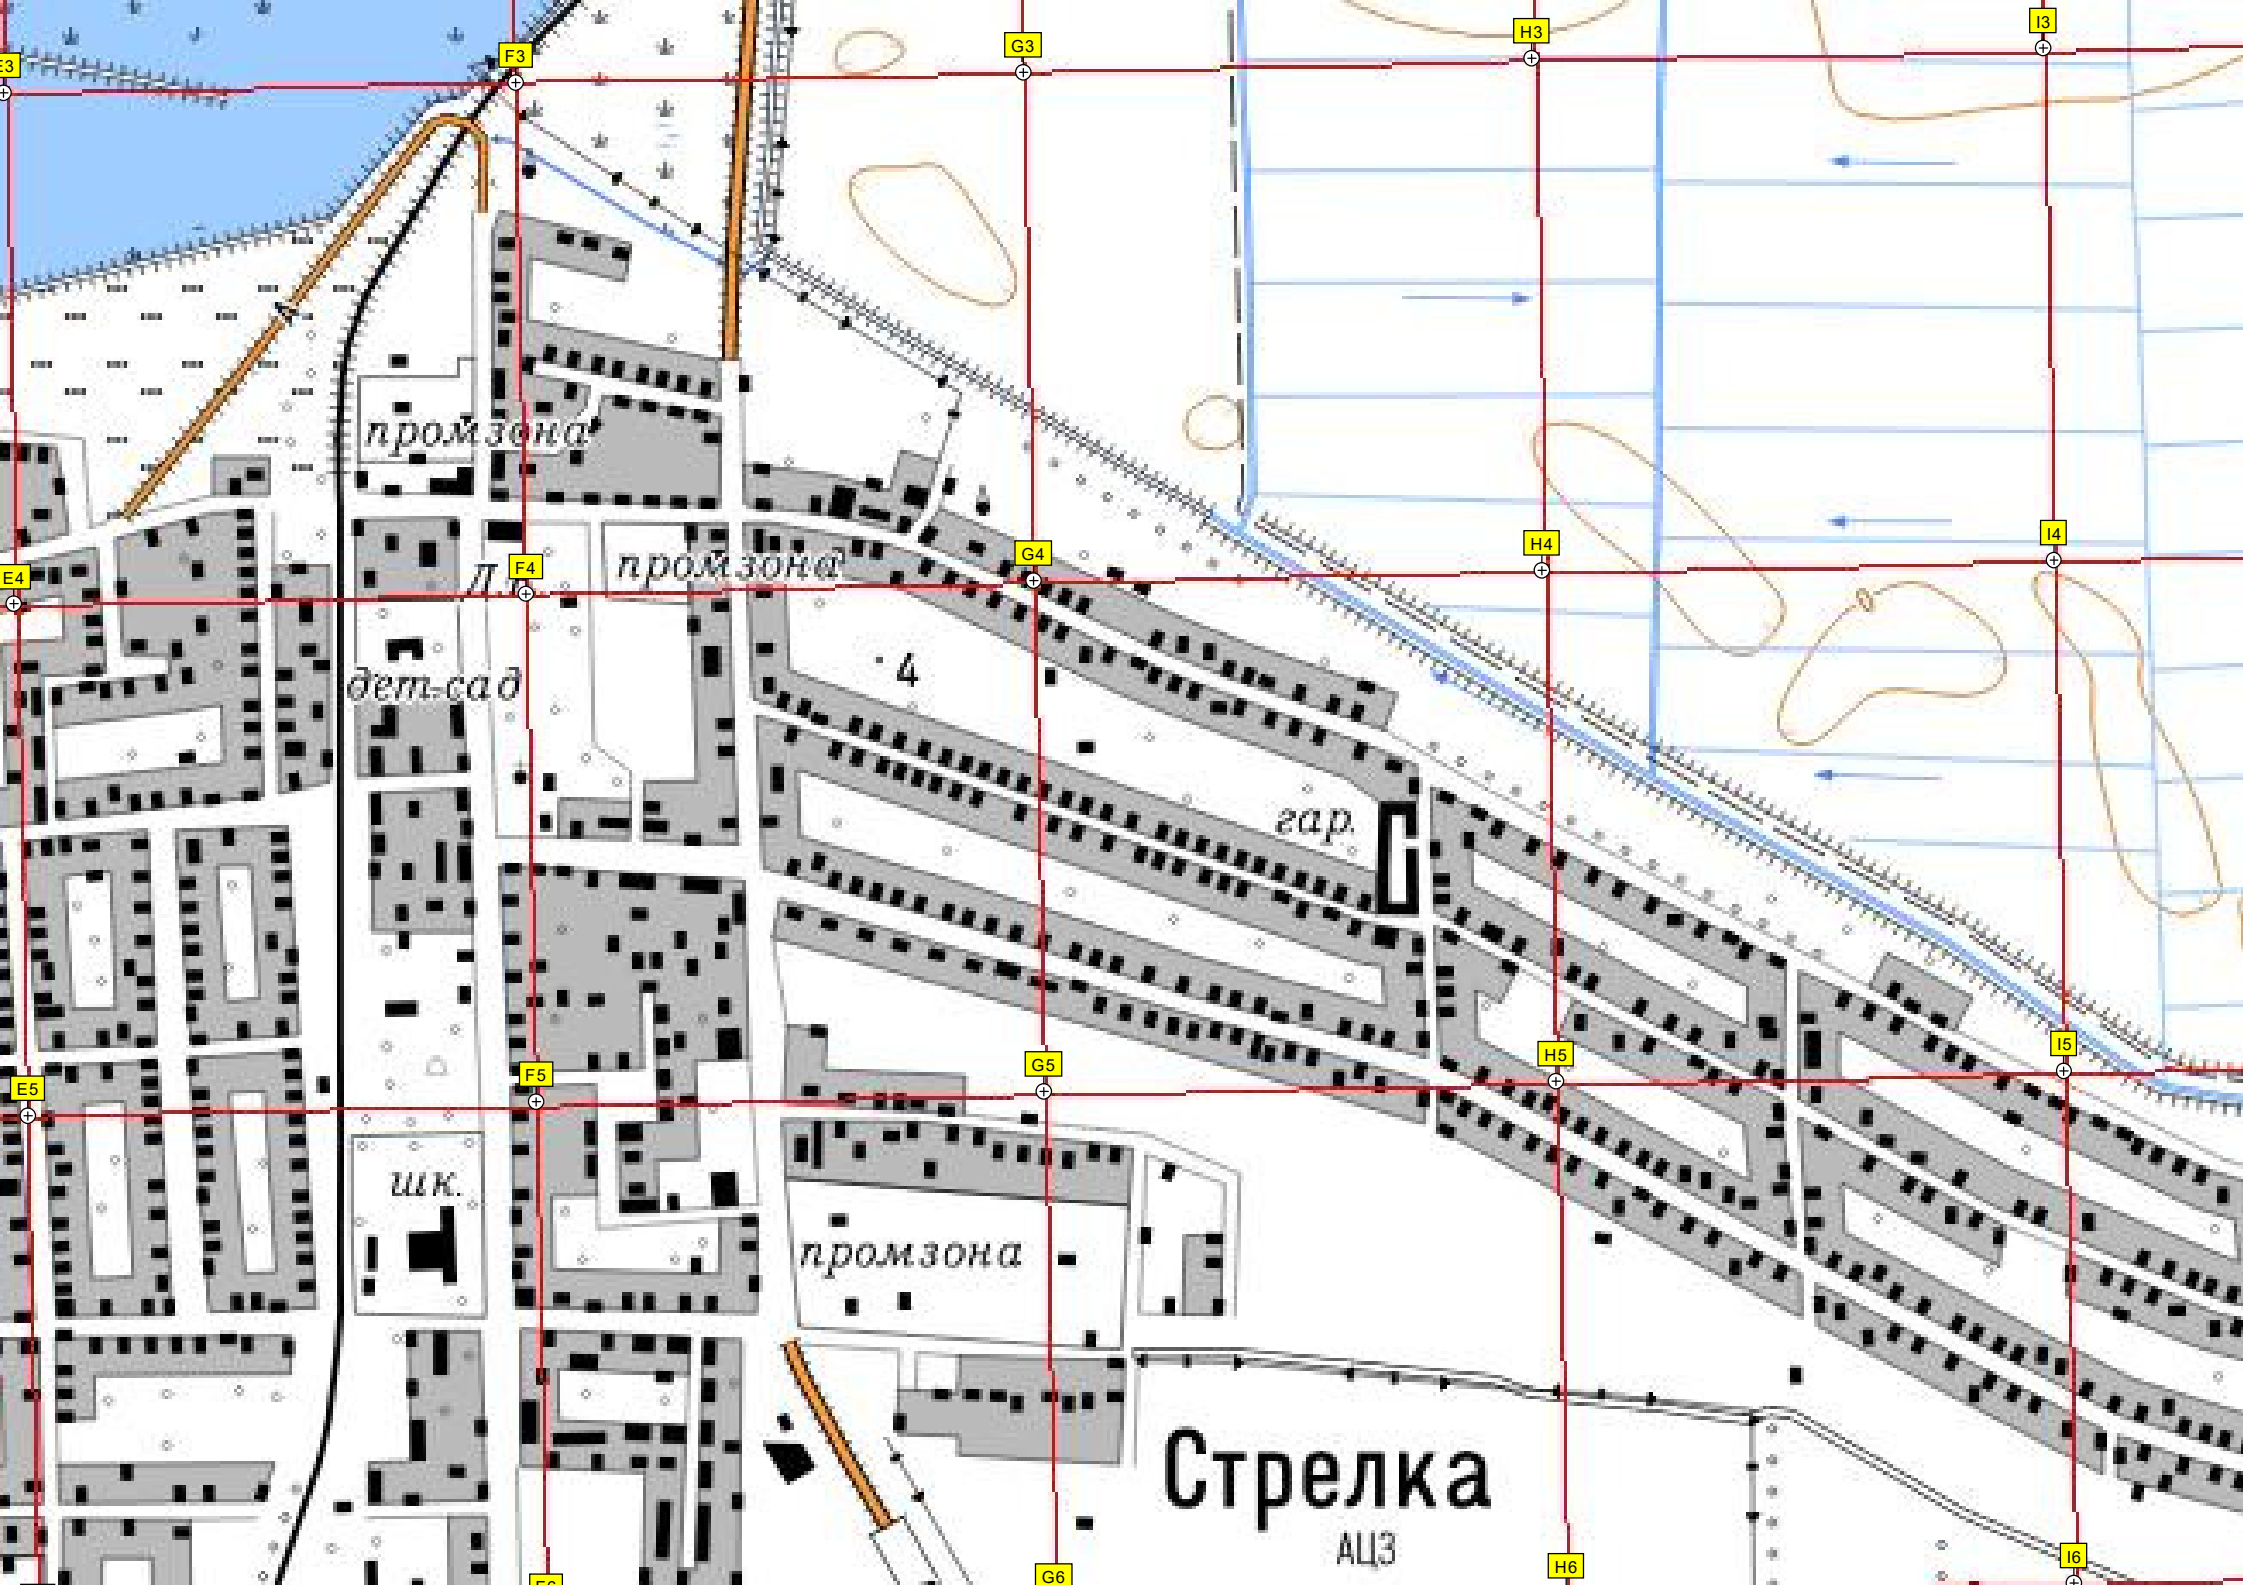 E3
F3
G3
H3
I3
промзона
E4
F4
промзона
G4
H4
I4
дет.сад
4
гар.
E5
F5
G5
H5
I5
шк.
промзона
Стрелка
АЦЗ
G6
H6
I6